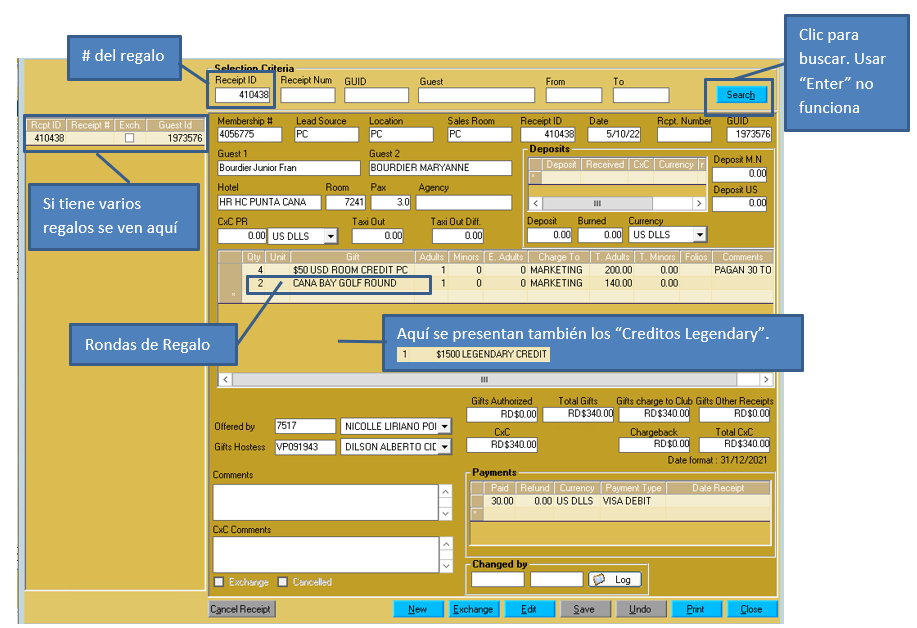 # del regalo
Clic para
buscar. Usar
“Enter” no
funciona
Selection Criteria
Receipt ID Receipt Num GUID Guest From To
410438
Search
Rcpt ID Receipt # Exch. Guest Id
410438 1973576
Si tiene varios
regalos se ven aquí
Membership # Lead Source Location Sales Room Receipt ID Date Rcpt. Number GUID
4056775 PC PC PC 410438 5/10/22 1973576
Guest 1 Guest 2
Bourdier Junior Fran BOURDIER MARYANNE
Hotel Room Pax Agency
HR HC PUNTA CANA 7241 3.0
CxC PR Taxi Out Taxi Out Diff.
0.00 US DLLS 0.00 0.00
Deposits
Deposit Received CxC Currency r
*
Deposit M.N
0.00
Deposit US
0.00
Deposit Burned Currency
0.00 0.00 US DLLS
Qty Unit Gift Adults Minors E. Adults Charge To T. Adults T. Minors Folios Comments
4 $50 USD ROOM CREDIT PC 1 0 0 MARKETING 200.00 0.00 PAGAN 30 TO
2 CANA BAY GOLF ROUND 1 0 0 MARKETING 140.00 0.00
*
Rondas de Regalo
Aquí se presentan también los “Creditos Legendary”.
1 $1500 LEGENDARY CREDIT
Gifts Authorized Total Gifts Gifts charge to Club Gifts Other Receipts
RD$0.00 RD$340.00 RD$340.00 RD$0.00
CxC Chargeback Total CxC
RD$340.00 RD$0.00 RD$340.00
Date format : 31/12/2021
Offered by 7517 NICOLLE LIRIANO POI
Gifts Hostess VP091943 DILSON ALBERTO CID
Comments
CxC Comments
Exchange Cancelled
Payments
Paid Refund Currency Payment Type Date Receipt
30.00 0.00 US DLLS VISA DEBIT
*
Changed by
Log
Cancel Receipt New Exchange Edit Save Undo Print Close